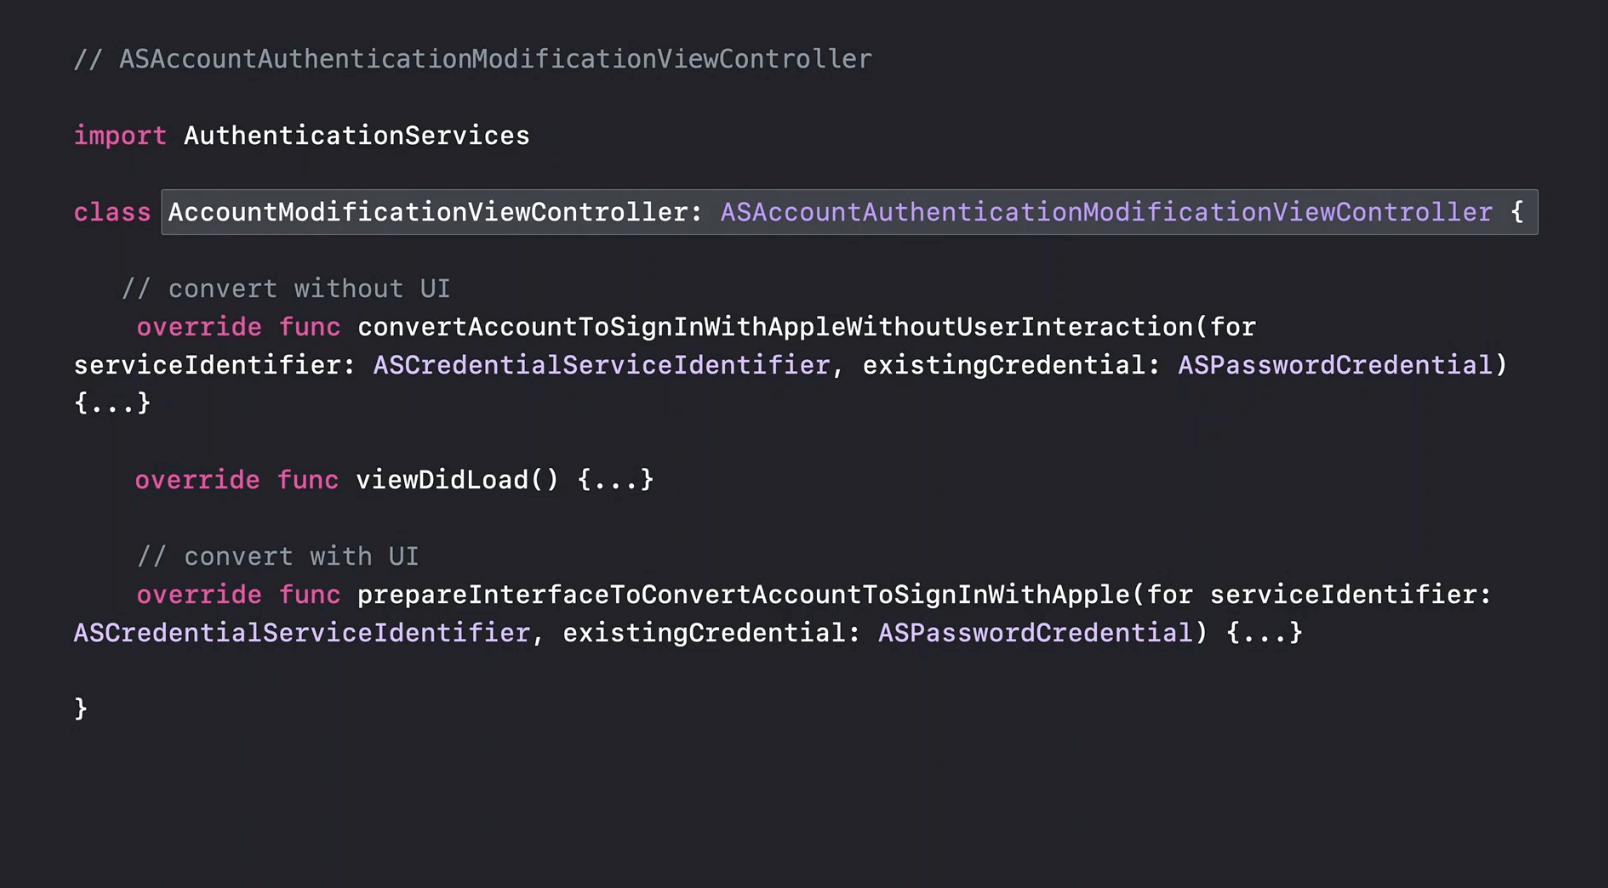 // ASAccountAuthenticationModificationViewController
import AuthenticationServices
class AccountModificationViewController: ASAccountAuthenticationModificationViewController {
// convert without UI
override func convertAccountToSignInWithAppleWithoutUserInteraction(for
serviceIdentifier: ASCredentialServiceIdentifier, existingCredential: ASPasswordCredential)
{...}
override func viewDidLoad() {...}
// convert with UI
override func prepareInterfaceToConvertAccountToSignInWithApple(for serviceIdentifier:
ASCredentialServiceIdentifier, existingCredential: ASPasswordCredential) {...}
}